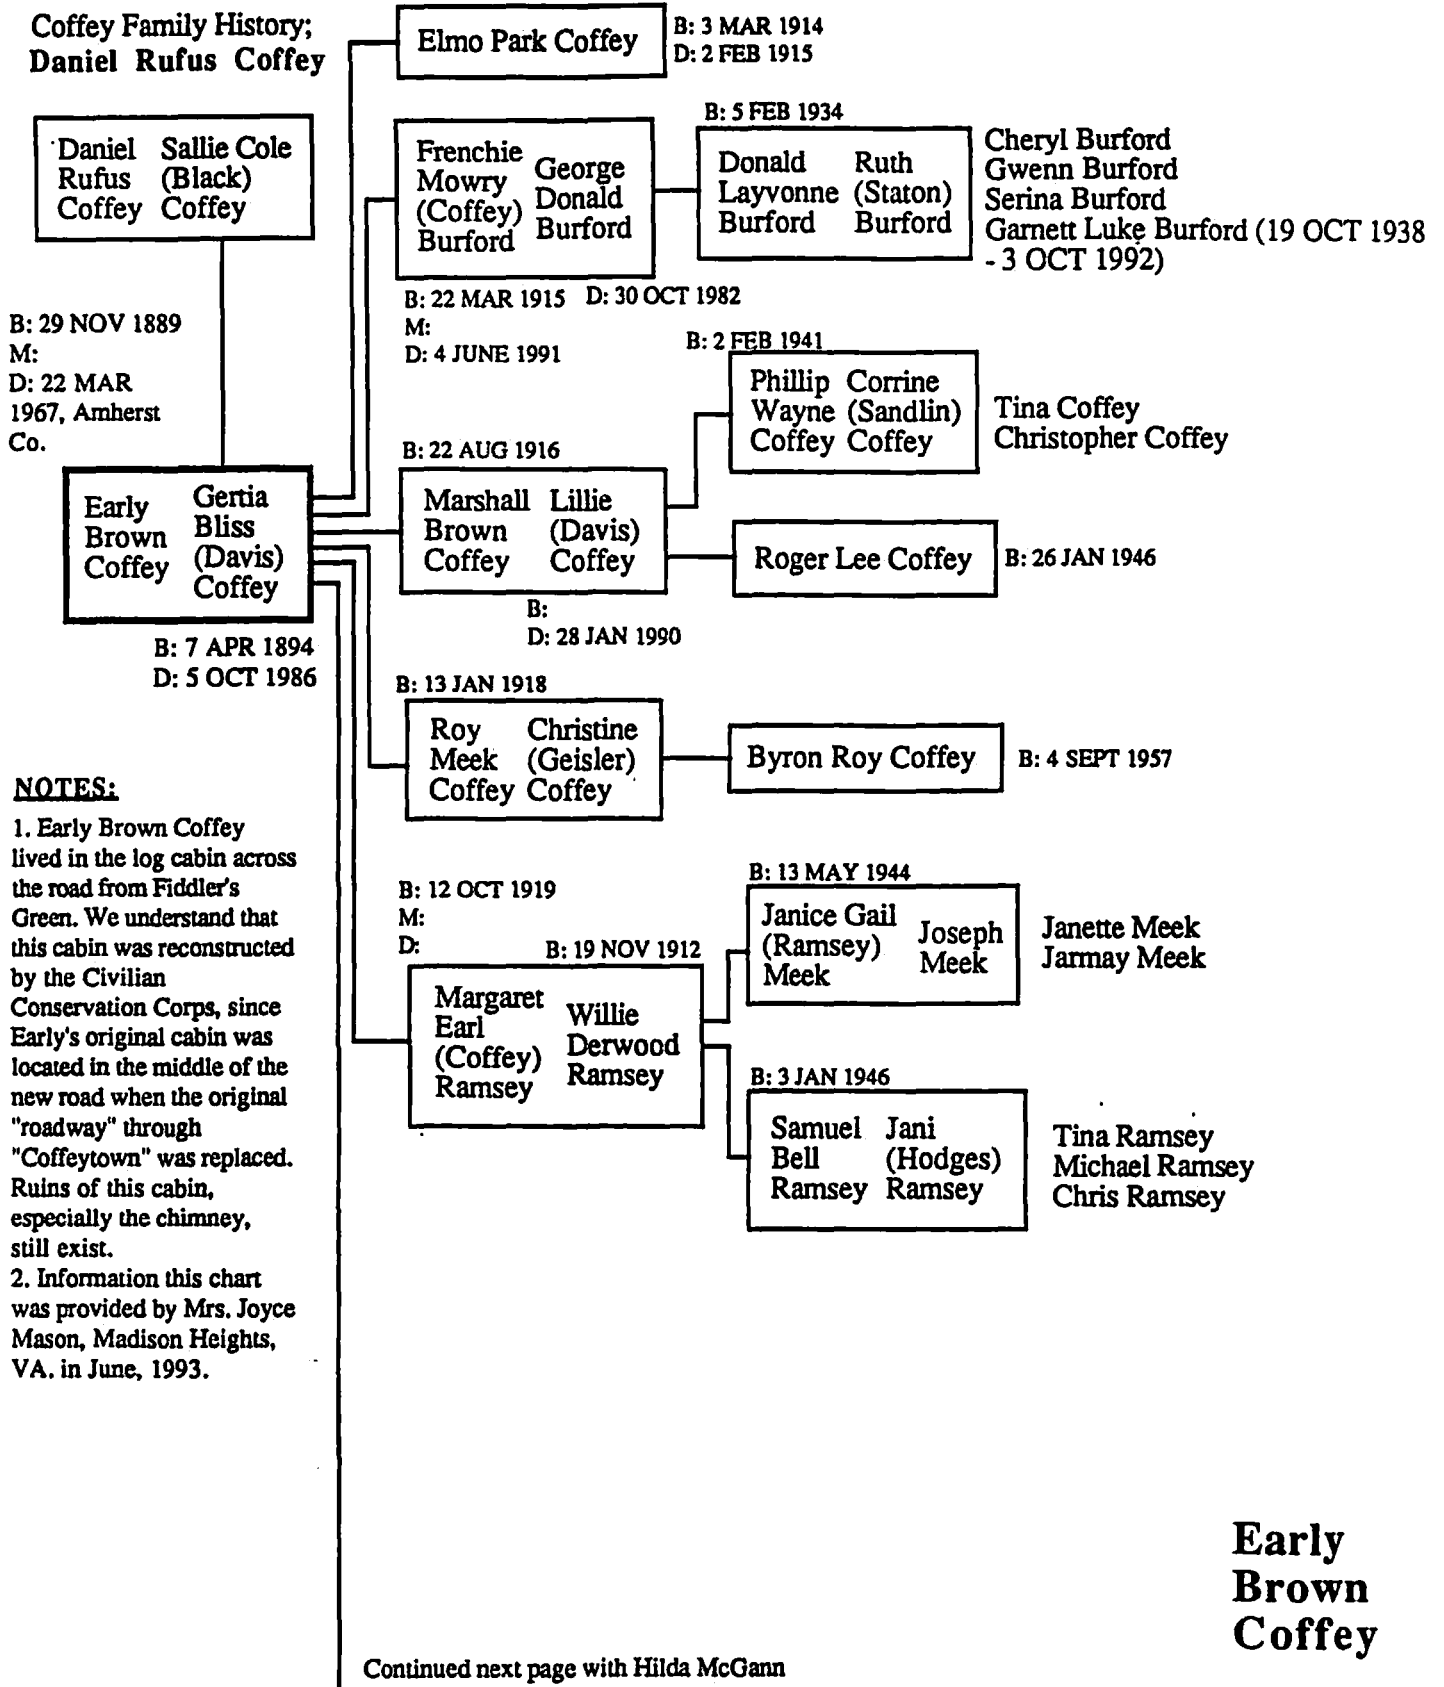 Coffey Family History;
Daniel Rufus Coffey
Daniel Sallie Cole
Rufus (Black)
Coffey Coffey
B: 29 NOV 1889
M:
D: 22 MAR
1967, Amherst
Co.
Early
Brown
Coffey
Gertia
Bliss
(Davis)
Coffey
B: 7 APR 1894
D: 5 OCT 1986
NOTES:
1. Early Brown Coffey
lived in the log cabin across
the road from Fiddler's
Green. We understand that
this cabin was reconstructed
by the Civilian
Conservation Corps, since
Early's original cabin was
located in the middle of the
new road when the original
"roadway" through
"Coffeytown" was replaced.
Ruins of this cabin,
especially the chimney,
still exist.
2. Information this chart
was provided by Mrs. Joyce
Mason, Madison Heights,
VA. in June, 1993.
Elmo Park Coffey
B: 3 MAR 1914
D: 2 FEB 1915
Frenchie
Mowry
(Coffey)
Burford
George
Donald
Burford
B: 22 MAR 1915 D: 30 OCT 1982
M:
D: 4 JUNE 1991
B: 5 FEB 1934
Donald Ruth
Layvonne (Staton)
Burford Burford
Cheryl Burford
Gwenn Burford
Serina Burford
Garnett Luke Burford (19 OCT 1938
- 3 OCT 1992)
B: 22 AUG 1916
Marshall Lillie
Brown (Davis)
Coffey Coffey
B:
D: 28 JAN 1990
B: 2 FEB 1941
Phillip Corrine
Wayne (Sandlin)
Coffey Coffey
Tina Coffey
Christopher Coffey
Roger Lee Coffey
B: 26 JAN 1946
B: 13 JAN 1918
Roy Christine
Meek (Geisler)
Coffey Coffey
Byron Roy Coffey
B: 4 SEPT 1957
B: 12 OCT 1919
M:
D:
B: 19 NOV 1912
Margaret
Earl
(Coffey)
Ramsey
Willie
Derwood
Ramsey
B: 13 MAY 1944
Janice Gail
(Ramsey)
Meek
Joseph
Meek
Janette Meek
Jarmay Meek
B: 3 JAN 1946
Samuel Jani
Bell (Hodges)
Ramsey Ramsey
Tina Ramsey
Michael Ramsey
Chris Ramsey
Early
Brown
Coffey
Continued next page with Hilda McGann